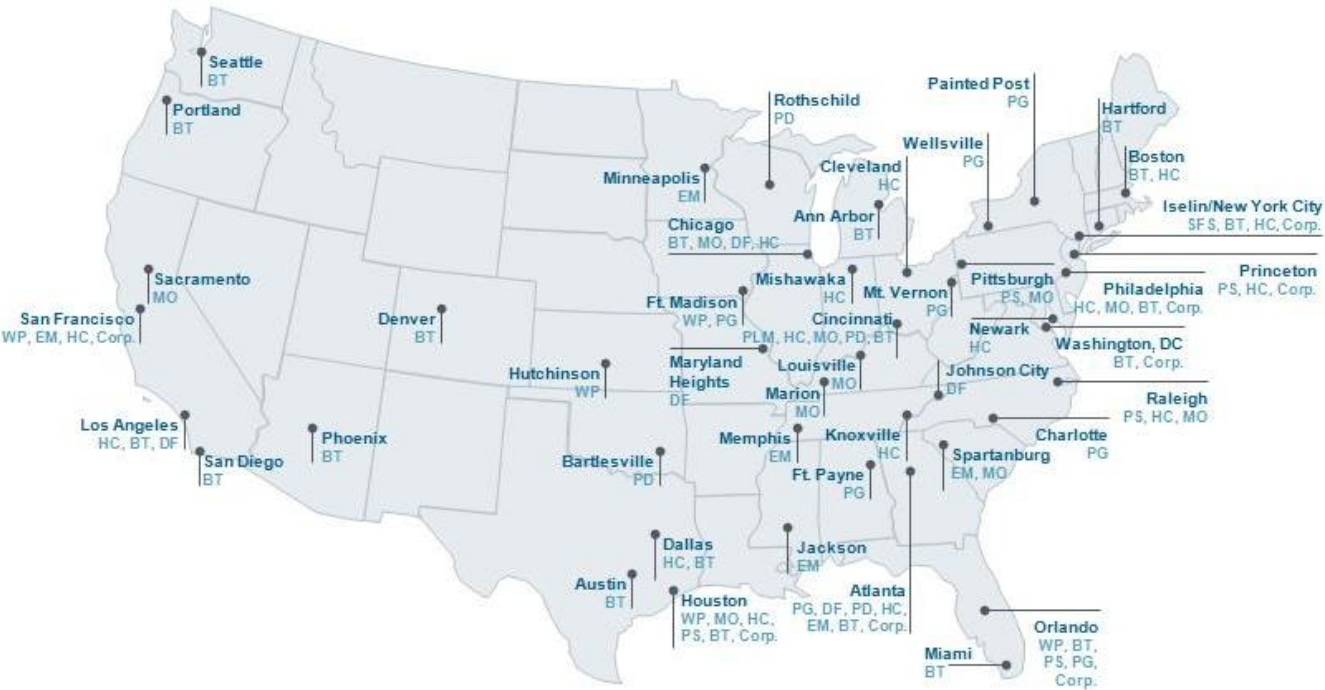 Seattle
BT
Portland
BT
Rothschild
PD
Painted Post
PG
Hartford
BT
Wellsville
PG
Cleveland
HC
Boston
BT, HC
Minneapolis
EM
Ann Arbor
BT
Iselin/New York City
SFS, BT, HC, Corp.
Chicago
BT, MO, DF, HC
Sacramento
MO
Mishawaka
HC
Mt. Vernon
PG
Pittsburgh
PS, MO
Princeton
PS, HC, Corp.
Philadelphia
HC, MO, BT, Corp.
San Francisco
WP, EM, HC, Corp.
Denver
BT
Ft. Madison
WP, PG
Cincinnati
PLM, HC, MO, PD, BT
Newark
HC
Washington, DC
BT, Corp.
Hutchinson
WP
Maryland
Heights
DF
Louisville
MO
Johnson City
DF
Marion
MO
Raleigh
PS, HC, MO
Los Angeles
HC, BT, DF
Phoenix
BT
San Diego
BT
Bartlesville
PD
Memphis
EM
Knoxville
HC
Charlotte
PG
Spartanburg
EM, MO
Ft. Payne
PG
Dallas
HC, BT
Jackson
EM
Austin
BT
Houston
WP, MO, HC,
PS, BT, Corp.
Atlanta
PG, DF, PD, HC,
EM, BT, Corp.
Orlando
WP, BT,
PS, PG,
Corp.
Miami
BT